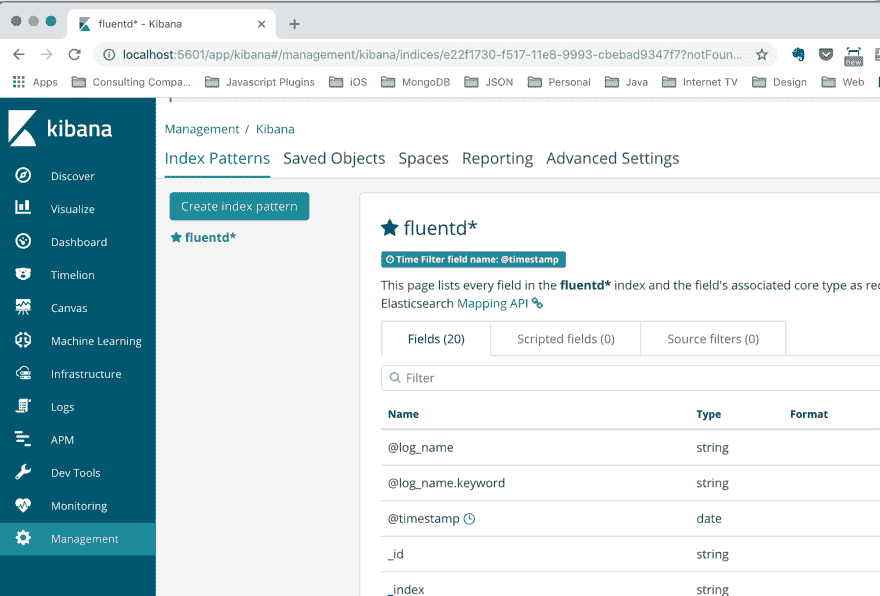 fluentd* - Kibana
localhost:5601/app/kibana#/management/kibana/indices/e22f1730-f517-11e8-9993-cbebad9347f7?notFoun...
new
Apps Consulting Compa... Javascript Plugins iOS MongoDB JSON Personal Java Internet TV Design Web
kibana
Discover
Visualize
Dashboard
Timelion
Canvas
Machine Learning
Infrastructure
Logs
APM
Dev Tools
Monitoring
Management
Management / Kibana
Index Patterns Saved Objects Spaces Reporting Advanced Settings
Create index pattern
fluentd*
fluentd*
Time Filter field name: @timestamp
This page lists every field in the fluentd* index and the field's associated core type as rec
Elasticsearch Mapping API
Fields (20) Scripted fields (0) Source filters (0)
Filter
Name Type Format
@log_name string
@log_name.keyword string
@timestamp date
_id string
_index string